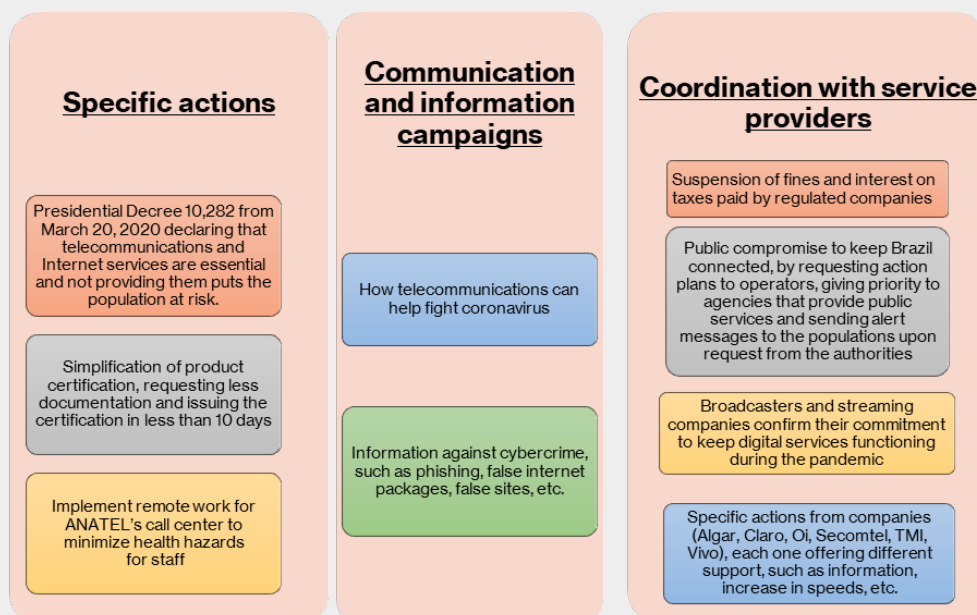 Specific actions
Presidential Decree 10,282 from
March 20, 2020 declaring that
telecommunications and
Internet services are essential
and not providing them puts the
population at risk.
Simplification of product
certification, requesting less
documentation and issuing the
certification in less than 10 days
Implement remote work for
ANATEL's call center to
minimize health hazards
for staff
Communication
and information
campaigns
How telecommunications can
help fight coronavirus
Information against cybercrime,
such as phishing, false internet
packages, false sites, etc.
Coordination with service
providers
Suspension of fines and interest on
taxes paid by regulated companies
Public compromise to keep Brazil
connected, by requesting action
plans to operators, giving priority to
agencies that provide public
services and sending alert
messages to the populations upon
request from the authorities
Broadcasters and streaming
companies confirm their commitment
to keep digital services functioning
during the pandemic
Specific actions from companies
(Algar, Claro, Oi, Secomtel, TMI,
Vivo), each one offering different
support, such as information,
increase in speeds, etc.